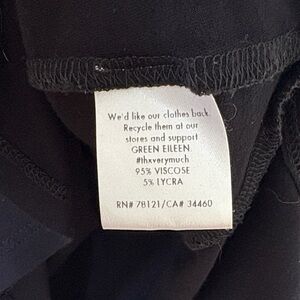 We'd like our clothes back.
Recycle them at our
stores and support
GREEN EILEEN.
#thxverymuch
95% VISCOSE
5% LYCRA
RN# 78121/CA# 34460